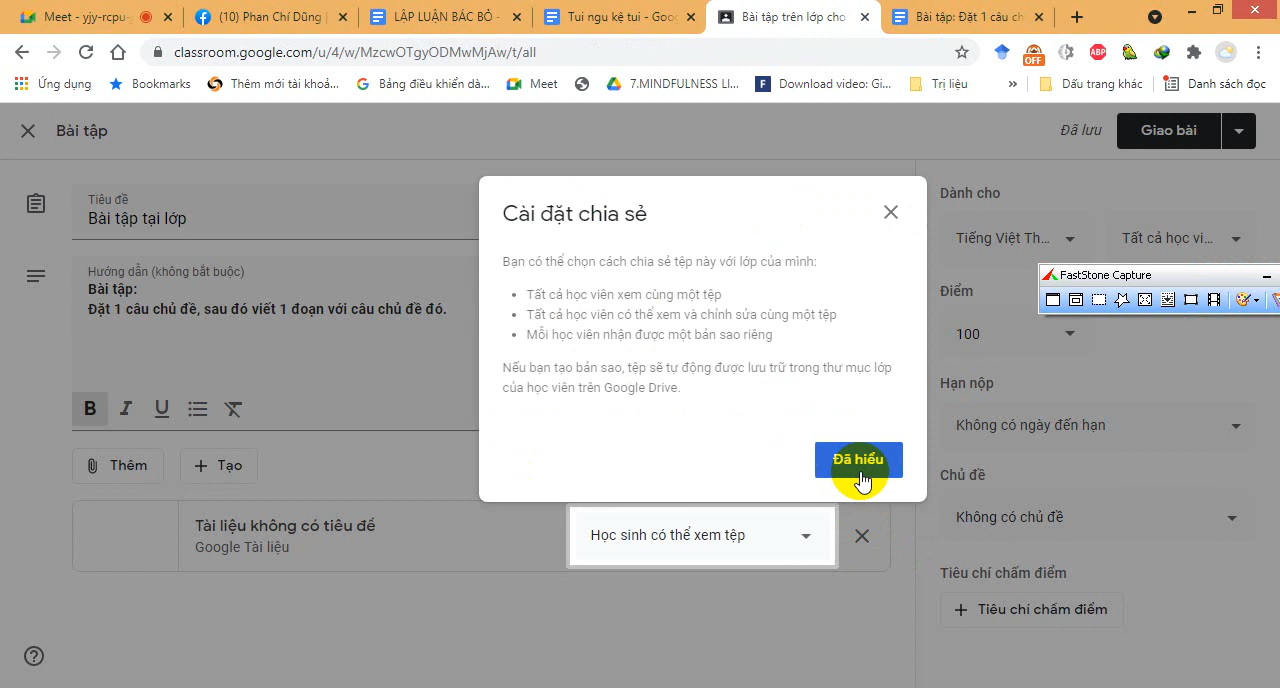 Meet - yjy-rcpu-
(10) Phan Chí Dũng |
LẬP LUẬN BÁC BỎ -
Tui ngu kệ tui - Goo
Bài tập trên lớp cho
Bài tập: Đặt 1 câu ch
classroom.google.com/u/4/w/MzcwOTgyODMwMjAw/t/all
OFF
ABP
Ứng dụng
Bookmarks
Thêm mới tài khoả...
Bảng điều khiển dà...
Meet
7.MINDFULNESS LI...
Download video: Gi...
Trị liệu
»
Dấu trang khác
Danh sách đọc
Bài tập
Đã lưu
Giao bài
Tiêu đề
Bài tập tại lớp
Hướng dẫn (không bắt buộc)
Bài tập:
Đặt 1 câu chủ đề, sau đó viết 1 đoạn với câu chủ đề đó.
B I U
Thêm
Tạo
Tài liệu không có tiêu đề
Google Tài liệu
Cài đặt chia sẻ
Bạn có thể chọn cách chia sẻ tệp này với lớp của mình:
• Tất cả học viên xem cùng một tệp
• Tất cả học viên có thể xem và chỉnh sửa cùng một tệp
• Mỗi học viên nhận được một bản sao riêng
Nếu bạn tạo bản sao, tệp sẽ tự động được lưu trữ trong thư mục lớp
của học viên trên Google Drive.
Đã hiểu
Học sinh có thể xem tệp
Dành cho
Tiếng Việt Th...
Tất cả học vi...
FastStone Capture
Điểm
100
Hạn nộp
Không có ngày đến hạn
Chủ đề
Không có chủ đề
Tiêu chí chấm điểm
Tiêu chí chấm điểm